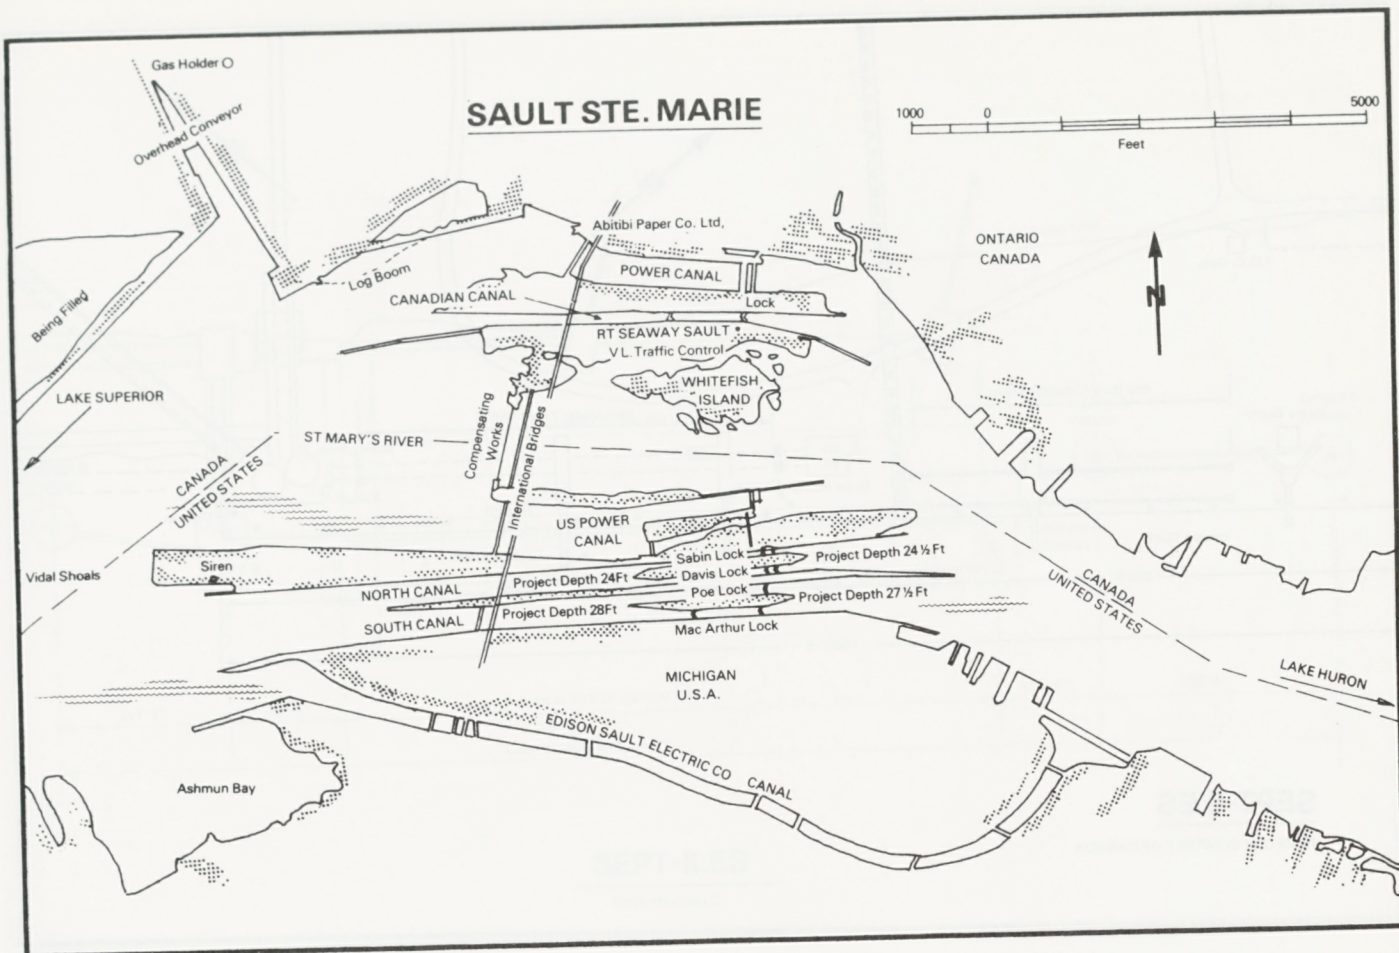 Gas Holder
SAULT STE. MARIE
1000 0 5000
Feet
Overhead Conveyor
Abitibi Paper Co. Ltd,
ONTARIO
CANADA
N
POWER CANAL
Log Boom
CANADIAN CANAL
Lock
Being Filled
RT SEAWAY SAULT
V L. Traffic Control
WHITEFISH
ISLAND
LAKE SUPERIOR
ST MARY'S RIVER
Compensating
Works
International Bridges
CANADA
UNITED STATES
US POWER
CANAL
Sabin Lock
Project Depth 24 ½ Ft
Siren
Vidal Shoals
Project Depth 24Ft
Davis Lock
NORTH CANAL
Poe Lock
Project Depth 27 ½ Ft
Project Depth 28Ft
SOUTH CANAL
Mac Arthur Lock
CANADA
UNITED STATES
MICHIGAN
U.S.A.
LAKE HURON
EDISON SAULT ELECTRIC CO CANAL
Ashmun Bay